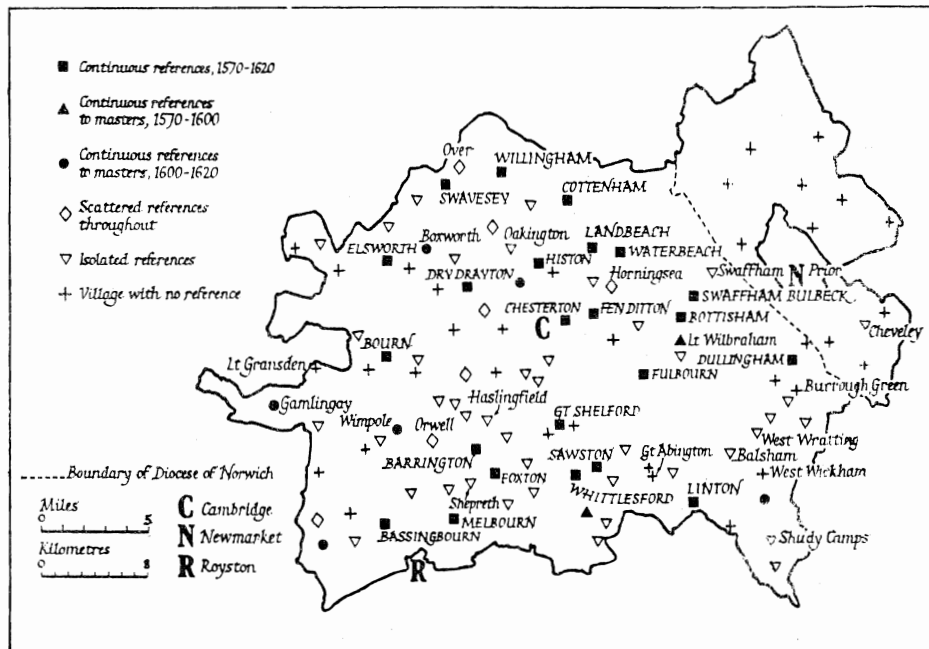 Continuous references, 1570-1620
Continuous references
to masters, 1570-1600
Continuous references
to masters, 1600-1620
Scattered references
throughout
Isolated references
Village with no reference
Over
WILLINGHAM
SWAVESEY
COTTENHAM
Boxworth
Oakington
LANDBEACH
ELSWORTH
HISTON
WATERBEACH
DRY DRAYTON
Horningsea
Swaffham Prior
N
SWAFFHAM BULBECK
CHESTERTON
FEN DITTON
C
BOTTISHAM
Cheveley
Lt Wilbraham
BOURN
DULLINGHAM
Lt Gransden
FULBOURN
Burrough Green
Haslingfield
Gamlingay
Wimpole
Orwell
GT SHELFORD
West Wratting
BARRINGTON
SAWSTON
Gt Abington
Balsham
FOXTON
West Wickham
WHITTLESFORD
LINTON
Shepreth
MELBOURN
BASSINGBOURN
Shudy Camps
R
Boundary of Diocese of Norwich
Miles
0 5
Kilometres
0 8
C Cambridge
N Newmarket
R Royston